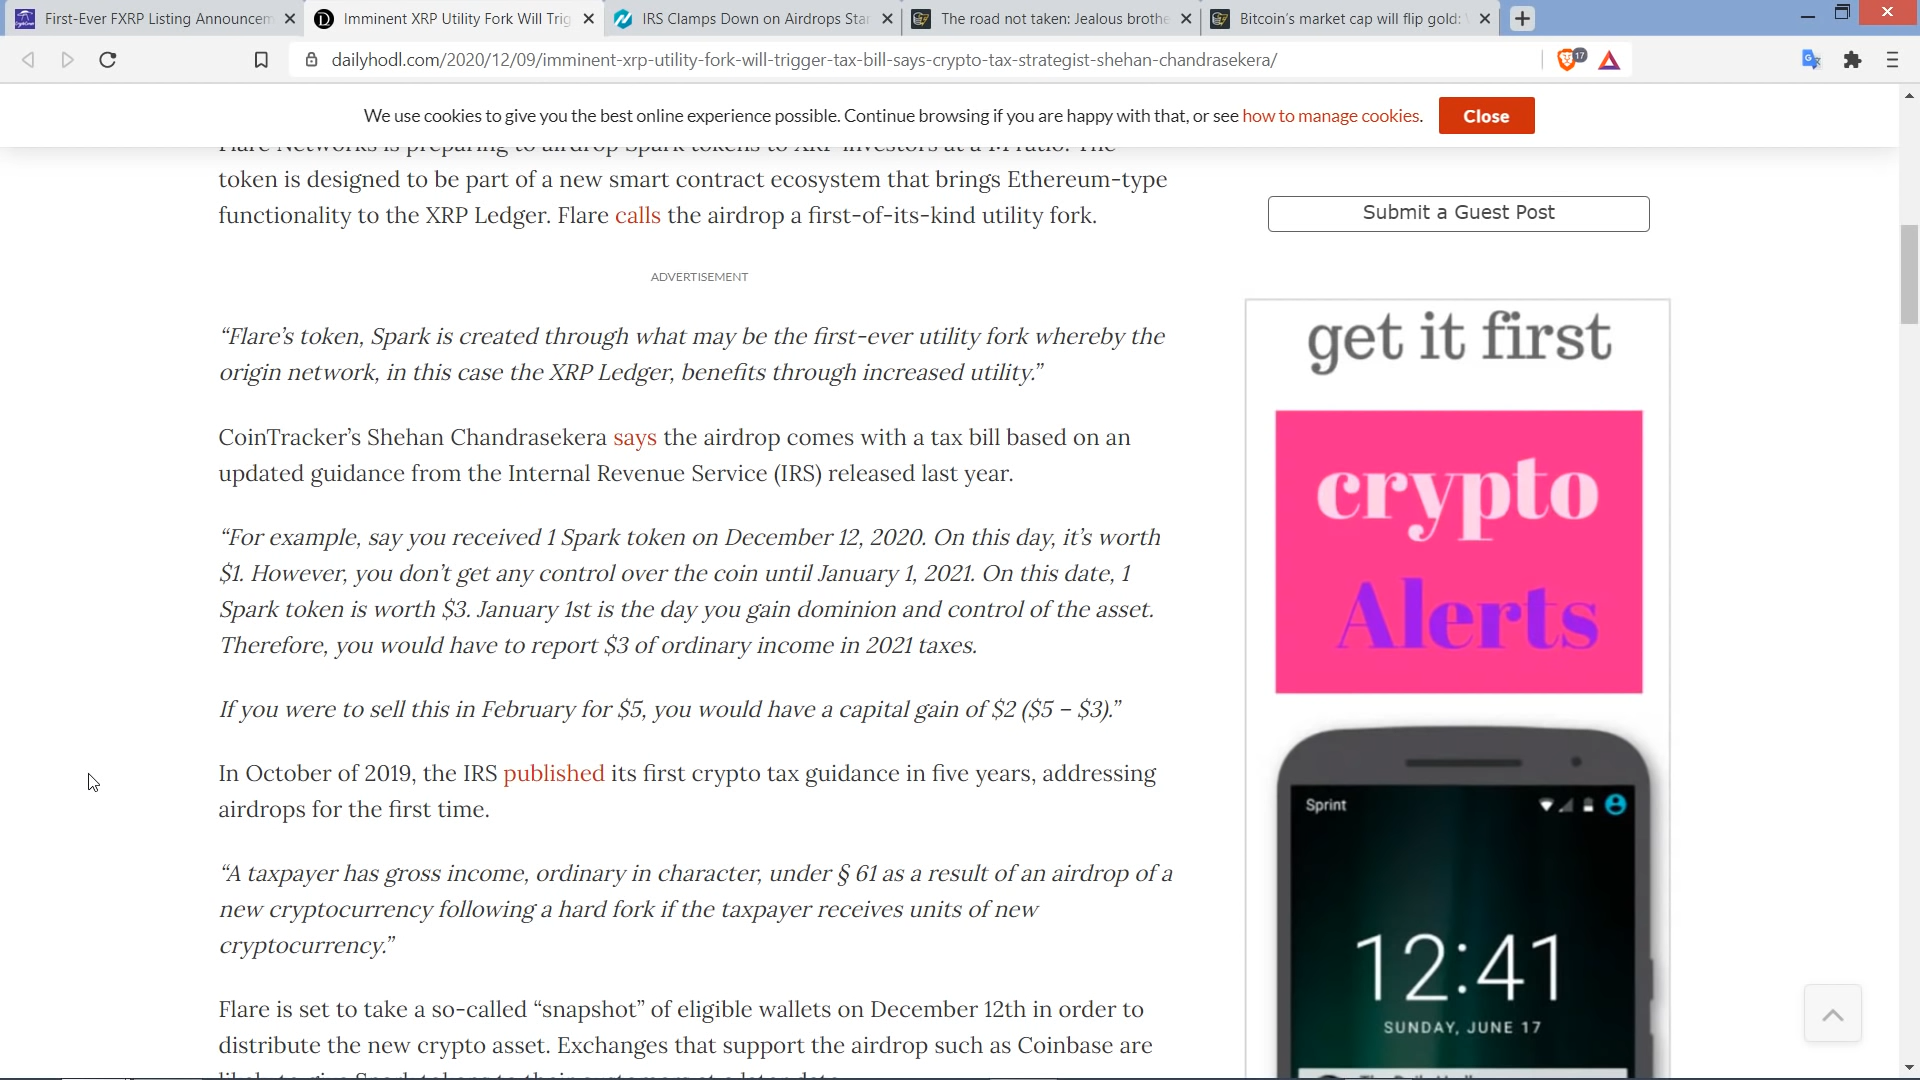 First-Ever FXRP Listing Announcem
Imminent XRP Utility Fork Will Trig
IRS Clamps Down on Airdrops Star
The road not taken: Jealous brothe
Bitcoin's market cap will flip gold:
dailyhodl.com/2020/12/09/imminent-xrp-utility-fork-will-trigger-tax-bill-says-crypto-tax-strategist-shehan-chandrasekera/
17
We use cookies to give you the best online experience possible. Continue browsing if you are happy with that, or see how to manage cookies.
Close
Flare Networks is preparing to airdrop Spark tokens to XRP investors at a 1:1 ratio. The
token is designed to be part of a new smart contract ecosystem that brings Ethereum-type
functionality to the XRP Ledger. Flare calls the airdrop a first-of-its-kind utility fork.
ADVERTISEMENT
“Flare’s token, Spark is created through what may be the first-ever utility fork whereby the
origin network, in this case the XRP Ledger, benefits through increased utility.”
CoinTracker’s Shehan Chandrasekera says the airdrop comes with a tax bill based on an
updated guidance from the Internal Revenue Service (IRS) released last year.
“For example, say you received 1 Spark token on December 12, 2020. On this day, it’s worth
$1. However, you don’t get any control over the coin until January 1, 2021. On this date, 1
Spark token is worth $3. January 1st is the day you gain dominion and control of the asset.
Therefore, you would have to report $3 of ordinary income in 2021 taxes.
If you were to sell this in February for $5, you would have a capital gain of $2 ($5 – $3).”
In October of 2019, the IRS published its first crypto tax guidance in five years, addressing
airdrops for the first time.
“A taxpayer has gross income, ordinary in character, under § 61 as a result of an airdrop of a
new cryptocurrency following a hard fork if the taxpayer receives units of new
cryptocurrency.”
Flare is set to take a so-called “snapshot” of eligible wallets on December 12th in order to
distribute the new crypto asset. Exchanges that support the airdrop such as Coinbase are
Submit a Guest Post
get it first
crypto
Alerts
Sprint
12:41
SUNDAY, JUNE 17